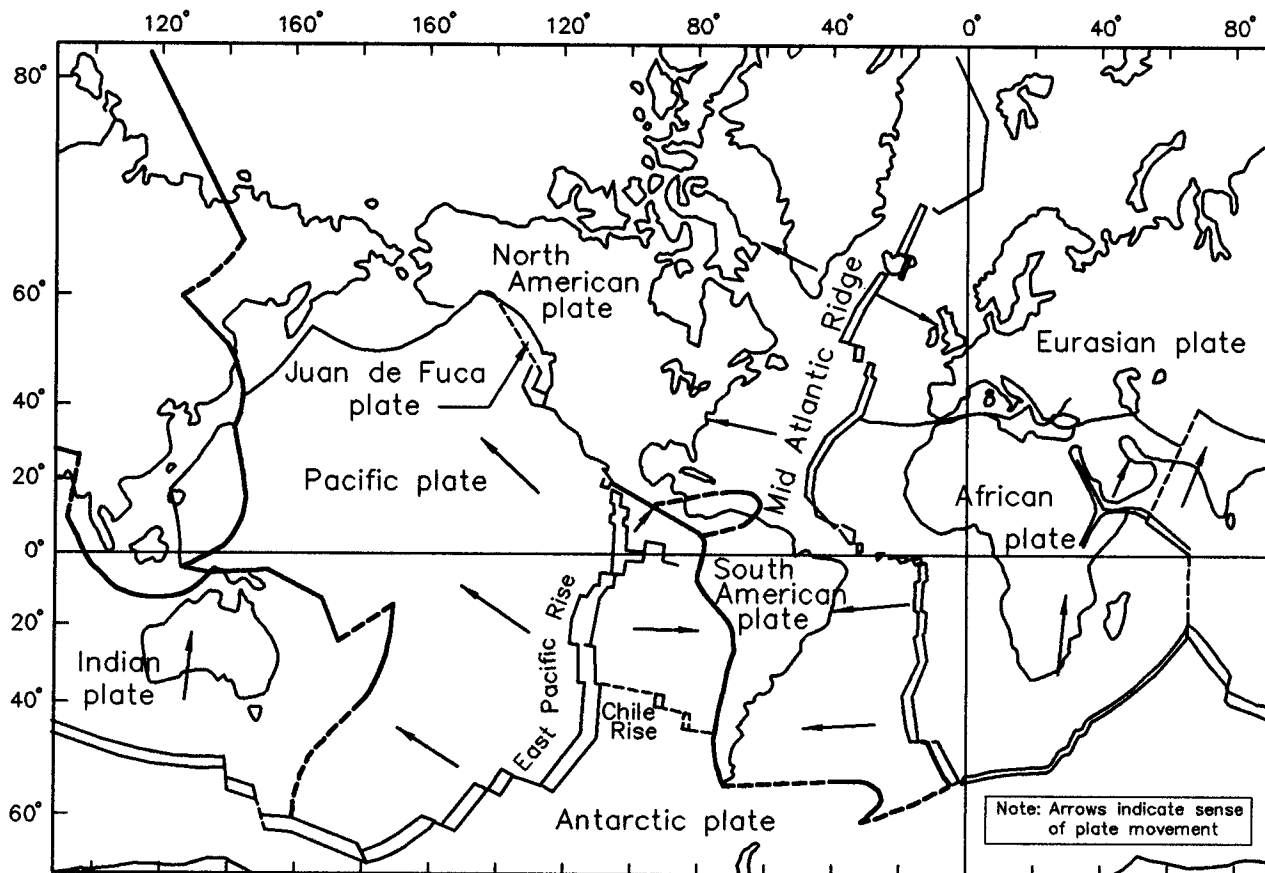 120° 160° 160° 120° 80° 40° 0° 40° 80°
80°
60°
40°
20°
0°
20°
40°
60°
North
American
plate
Mid Atlantic Ridge
Eurasian plate
Juan de Fuca
plate
Pacific plate
African
plate
South
American
plate
East Pacific Rise
Indian
plate
Chile
Rise
Antarctic plate
Note: Arrows indicate sense
of plate movement